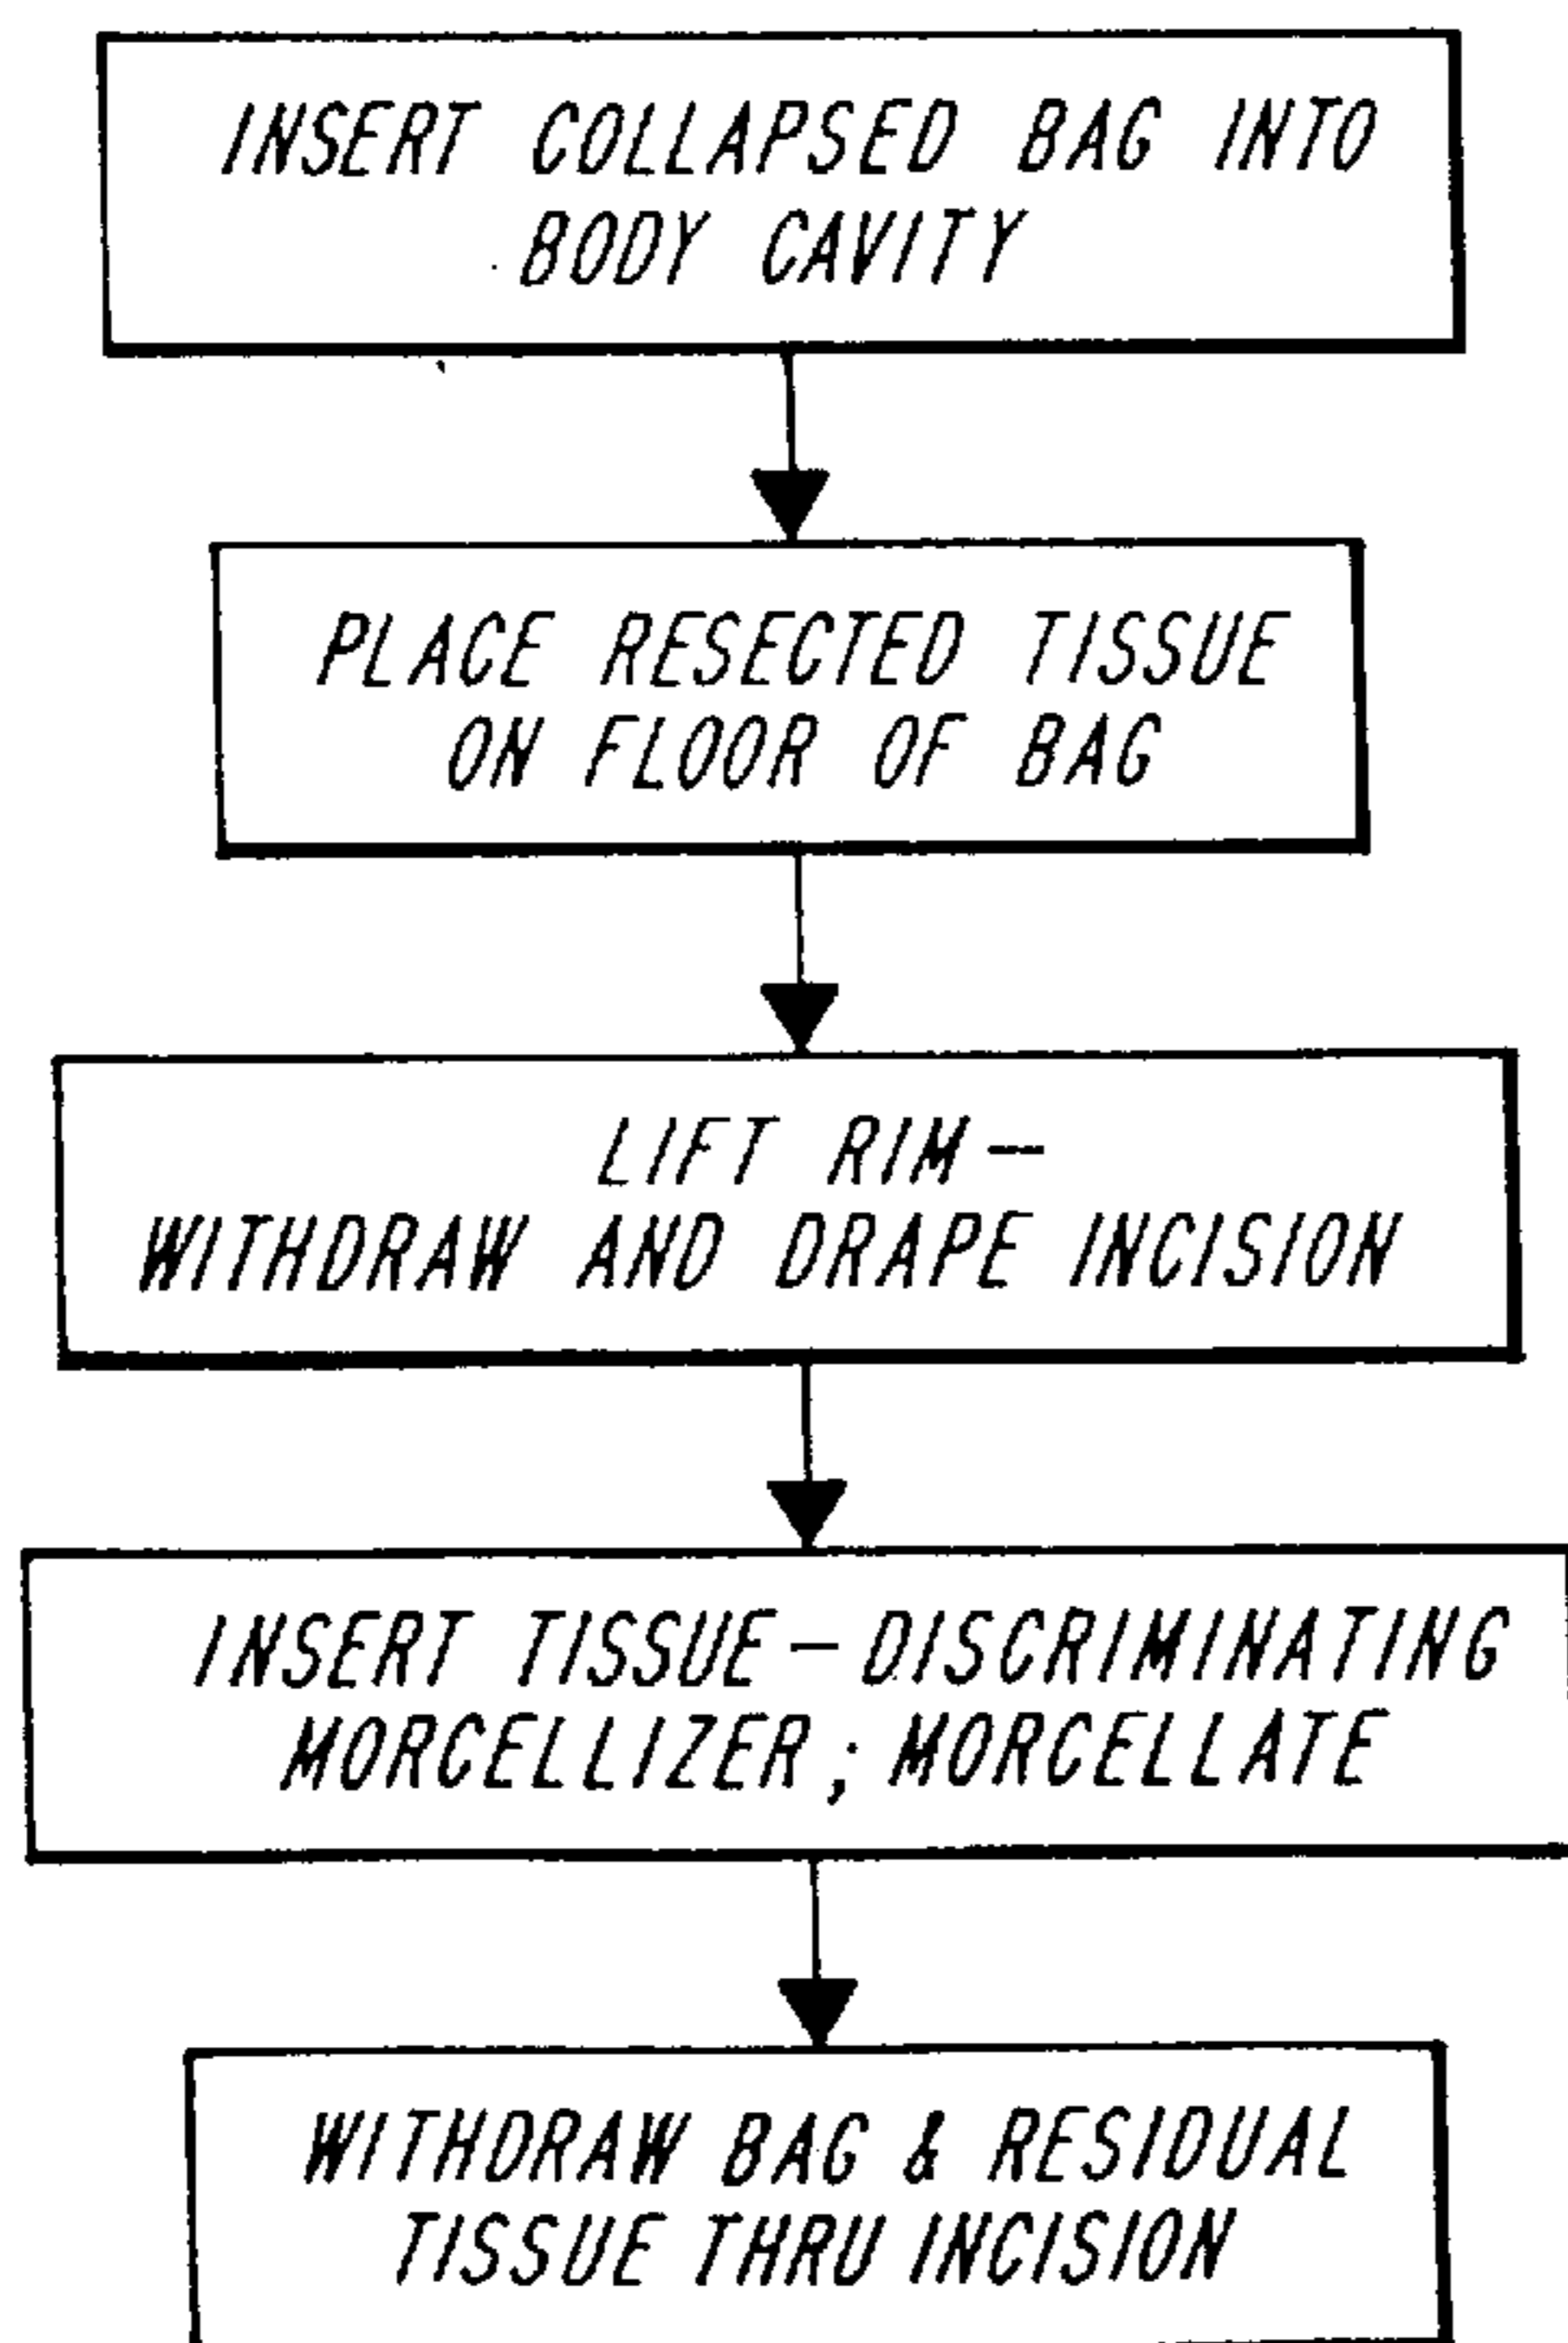 INSERT COLLAPSED BAG INTO
BODY CAVITY
PLACE RESECTED TISSUE
ON FLOOR OF BAG
LIFT RIM—
WITHDRAW AND DRAPE INCISION
INSERT TISSUE-DISCRIMINATING
MORCELLIZER; MORCELLATE
WITHDRAW BAG & RESIDUAL
TISSUE THRU INCISION